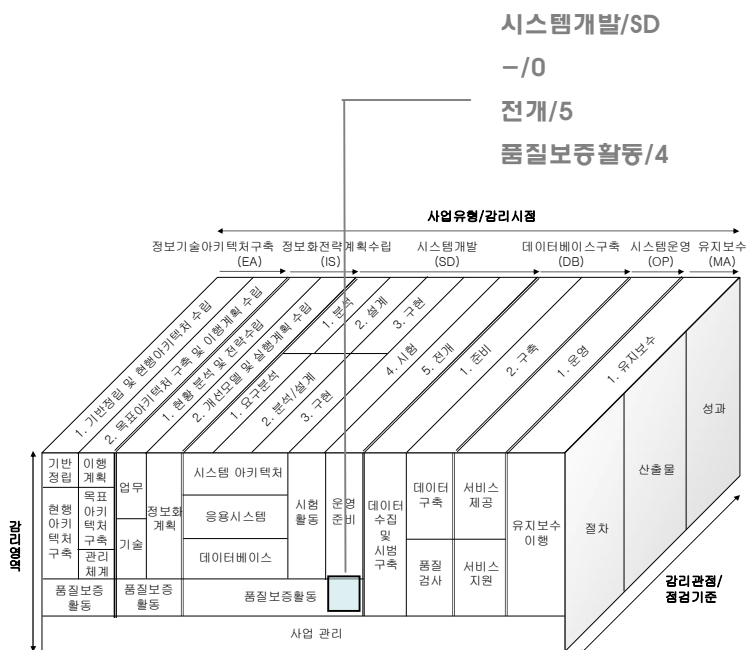 시스템개발/SD
-/0
전개/5
품질보증활동/4
사업유형/감리시점
정보기술아키텍처구축
(EA)
정보화전략계획수립
(IS)
시스템개발
(SD)
데이터베이스구축
(DB)
시스템운영
(OP)
유지보수
(MA)
1. 기반정립 및 현행아키텍처 수립
2. 목표아키텍처 구축 및 이행계획 수립
1. 현황 분석 및 전략수립
2. 개선모델 및 실행계획 수립
1. 분석
2. 설계
3. 구현
1. 요구분석
2. 분석/설계
3. 구현
4. 시험
5. 전개
1. 준비
2. 구축
1. 운영
1. 유지보수
감리영역
기반
정립
이행
계획
현행
아키
텍처
구축
목표
아키
텍처
구축
관리
체계
업무
기술
정보화
계획
시스템 아키텍처
응용시스템
데이터베이스
시험
활동
운영
준비
데이터
수집
및
시범
구축
데이터
구축
품질
검사
서비스
제공
서비스
지원
유지보수
이행
품질보증
활동
품질보증
활동
품질보증활동
사업 관리
절차
산출물
성과
감리관점/
점검기준